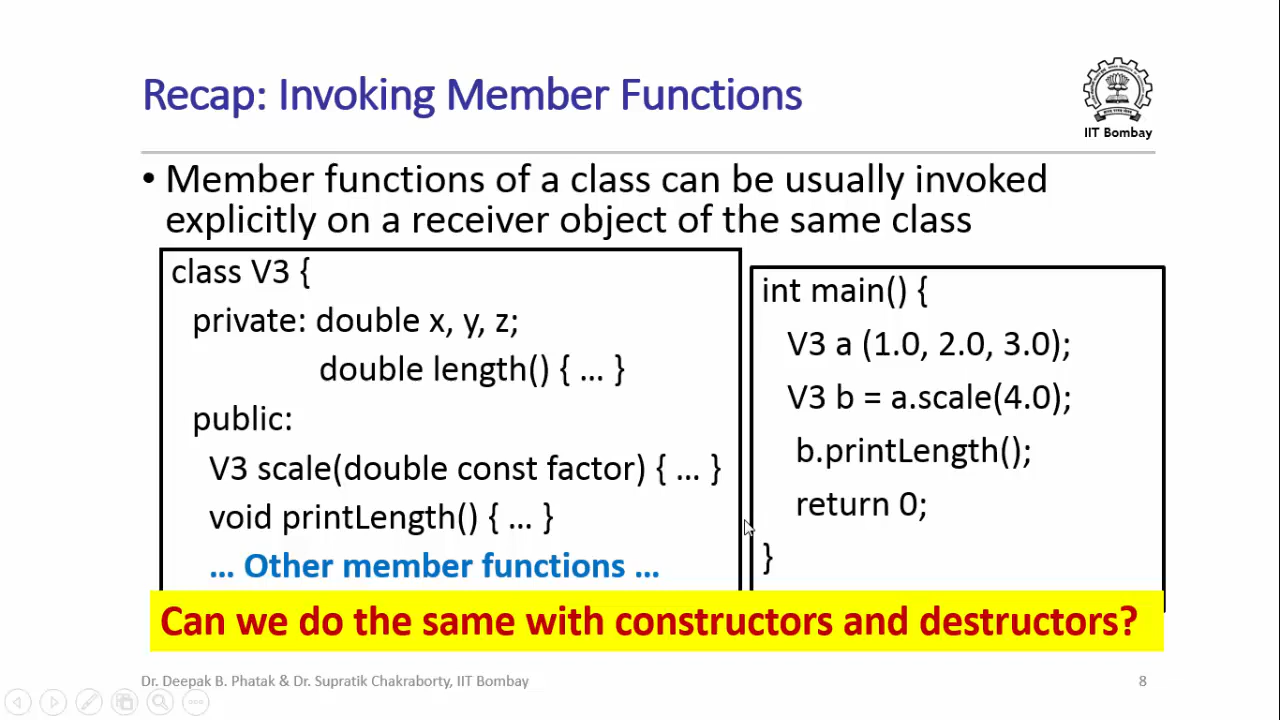 Recap: Invoking Member Functions
IIT Bombay
• Member functions of a class can be usually invoked
explicitly on a receiver object of the same class
class V3 {
private: double x, y, z;
double length() { … }
public:
V3 scale(double const factor) { … }
void printLength() { … }
… Other member functions …
int main() {
V3 a (1.0, 2.0, 3.0);
V3 b = a.scale(4.0);
b.printLength();
return 0;
}
Can we do the same with constructors and destructors?
Dr. Deepak B. Phatak & Dr. Supratik Chakraborty, IIT Bombay
8